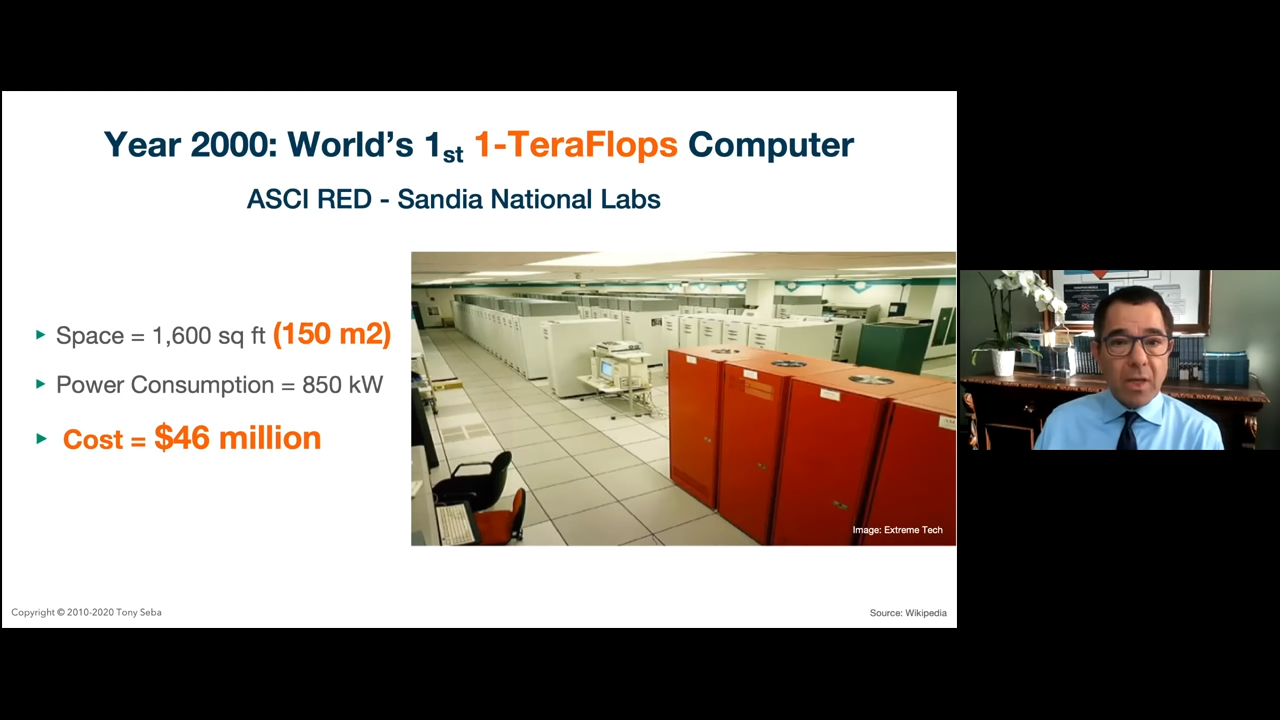 Year 2000: World’s 1st 1-TeraFlops Computer
ASCI RED - Sandia National Labs
Space = 1,600 sq ft (150 m2)
Power Consumption = 850 kW
Cost = $46 million
Image: Extreme Tech
Copyright © 2010-2020 Tony Seba
Source: Wikipedia